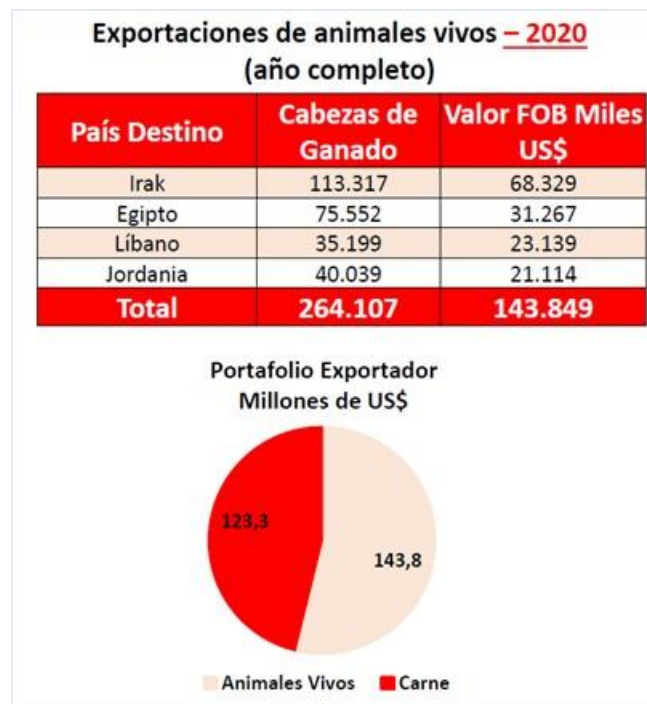 Exportaciones de animales vivos – 2020
(año completo)
País Destino Cabezas de Ganado Valor FOB Miles US$
Irak 113.317 68.329
Egipto 75.552 31.267
Líbano 35.199 23.139
Jordania 40.039 21.114
Total 264.107 143.849
Portafolio Exportador
Millones de US$
123,3
143,8
Animales Vivos Carne